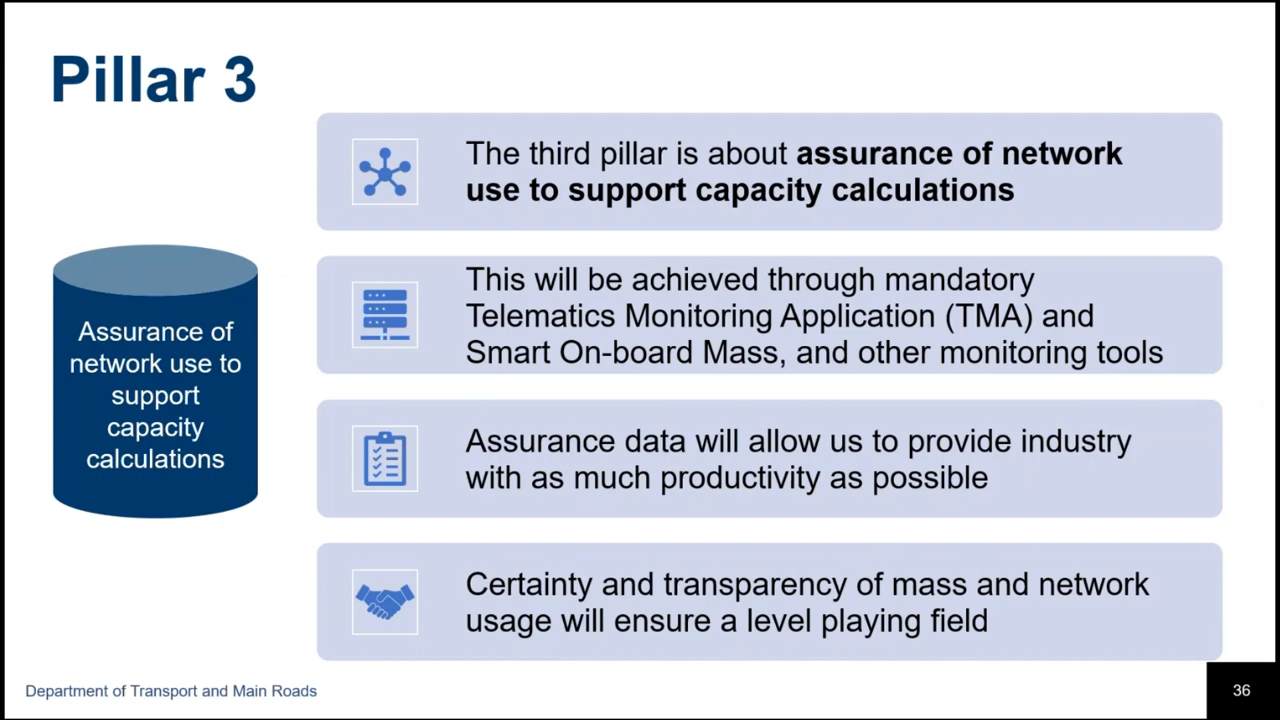 Pillar 3
The third pillar is about assurance of network
use to support capacity calculations
This will be achieved through mandatory
Telematics Monitoring Application (TMA) and
Smart On-board Mass, and other monitoring tools
Assurance of
network use to
support
capacity
calculations
Assurance data will allow us to provide industry
with as much productivity as possible
Certainty and transparency of mass and network
usage will ensure a level playing field
Department of Transport and Main Roads
36